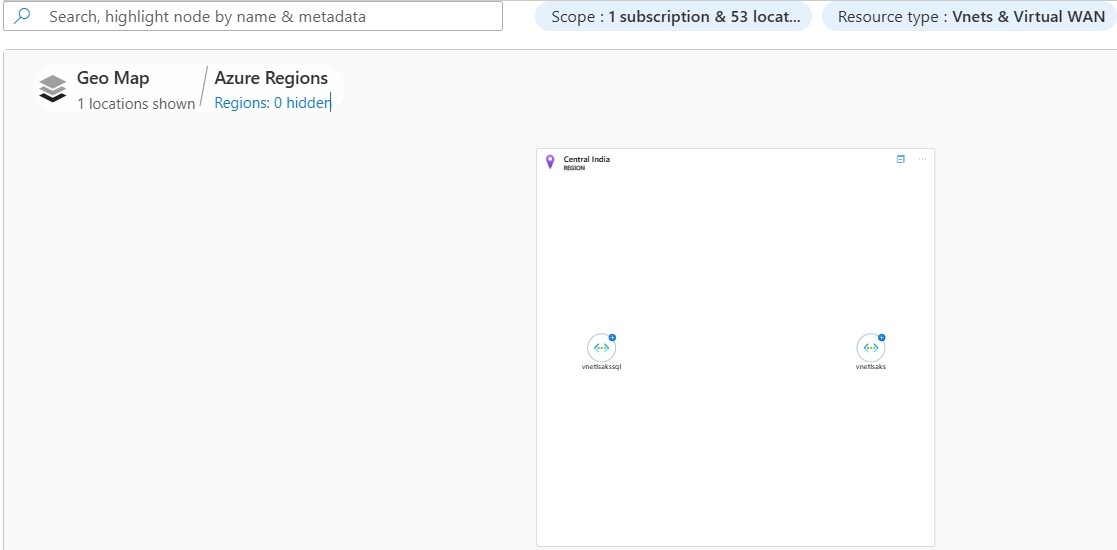 Search, highlight node by name & metadata
Scope : 1 subscription & 53 locat...
Resource type : Vnets & Virtual WAN
Geo Map
1 locations shown
Azure Regions
Regions: 0 hidden
Central India
REGION
vnetlsakssql
vnetlsaks